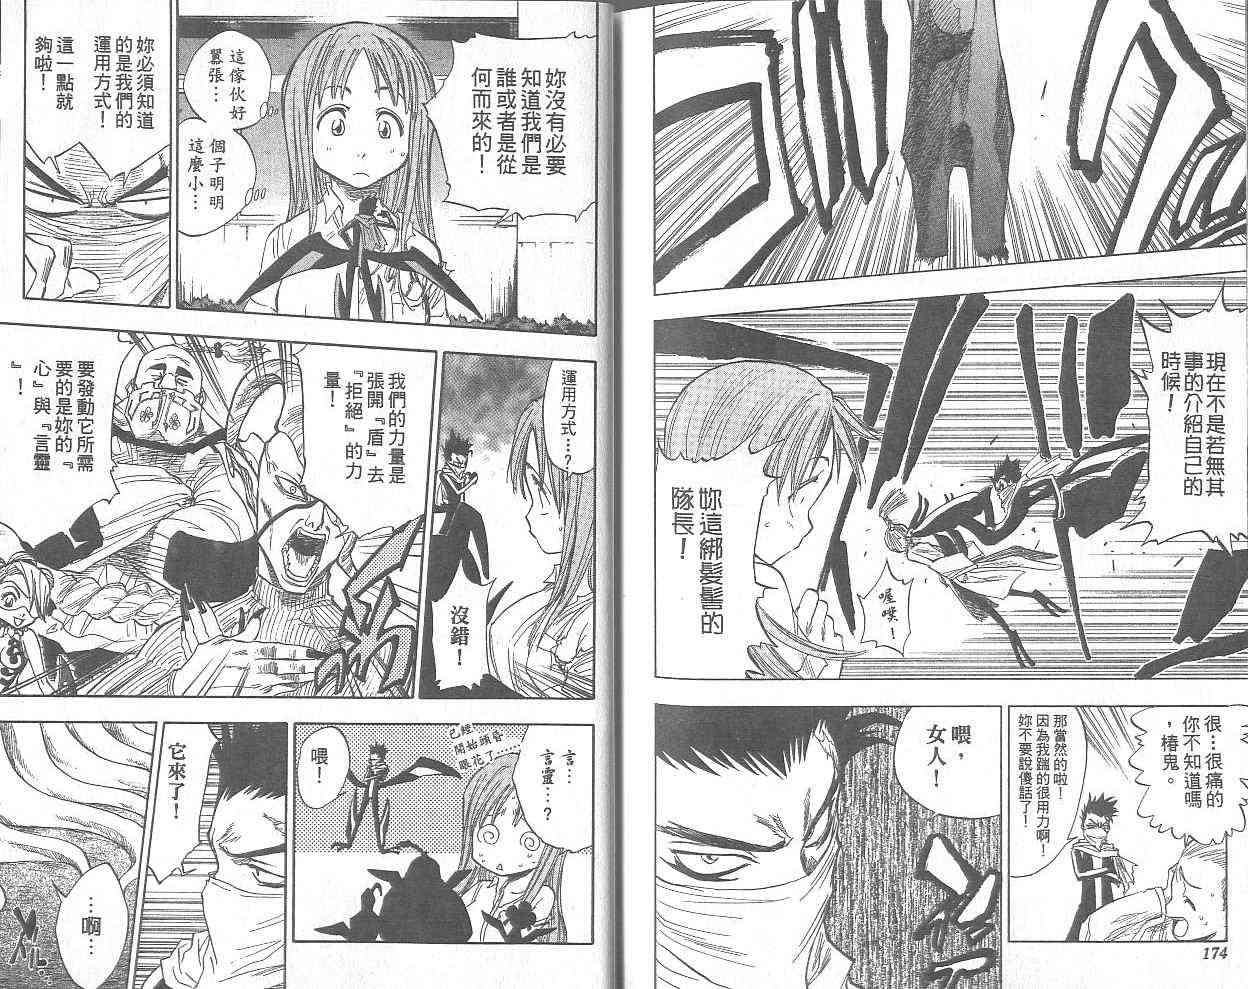 現在不是若無其
事的介紹自己的
時候！
妳這綁髮髻的
隊長！
喔噗！
很…很痛的
你不知道嗎
，椿鬼。
那當然的啦！
因為我踹的很用力啊！
妳不要說傻話了！
喂，
女人！
174
妳沒有必要
知道我們是
誰或者是從
何而來的！
這傢伙好
囂張…
個子明明
這麼小…
妳必須知道
的是我們的
運用方式！
這一點就
夠啦！
運用方式…？
沒錯！
我們的力量是
張開『盾』去
『拒絕』的力
量！
要發動它所需
要的是妳的『
心』與『言靈
』！
言…
言靈…？
已經
開始頭昏
眼花了……
喂！
它來了！
…啊…